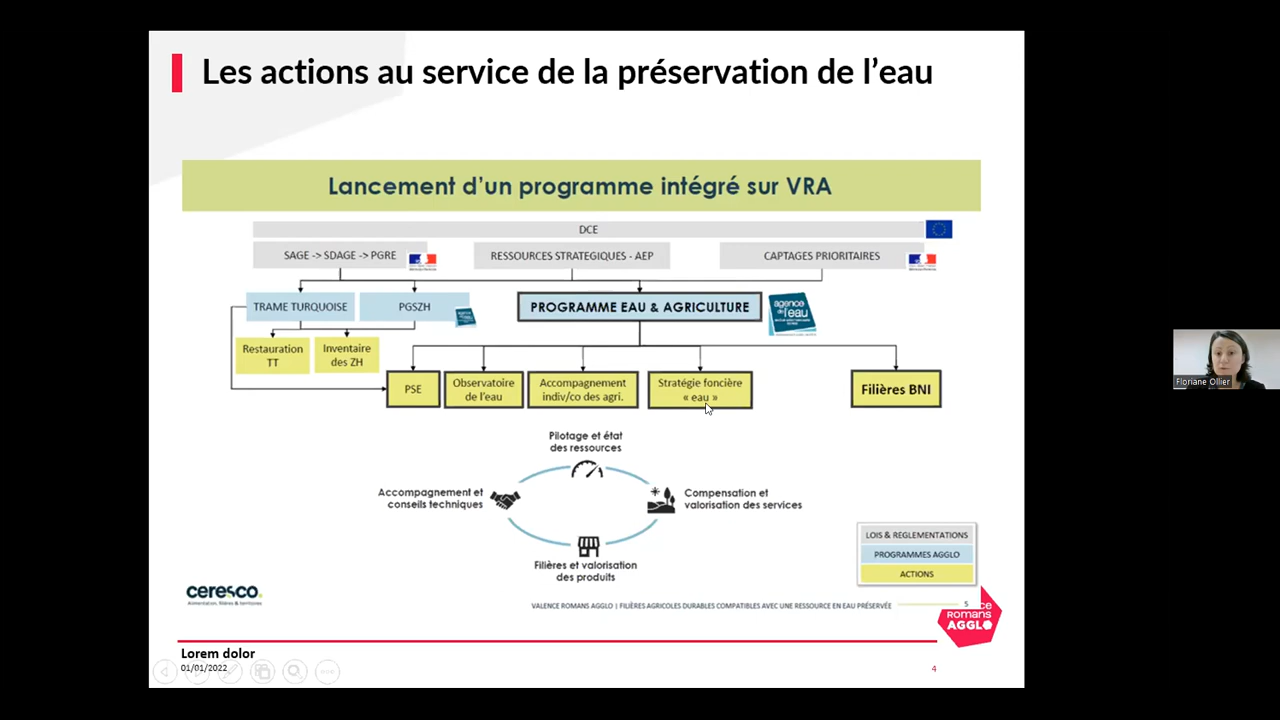 Les actions au service de la préservation de l'eau
Lancement d'un programme intégré sur VRA
DCE
SAGE -> SDAGE -> PGRE
RESSOURCES STRATEGIQUES - AEP
CAPTAGES PRIORITAIRES
TRAME TURQUOISE
PGSZH
PROGRAMME EAU & AGRICULTURE
agence de l'eau
Restauration
TT
Inventaire
des ZH
PSE
Observatoire
de l'eau
Accompagnement
indiv/co des agri.
Stratégie foncière
« eau »
Filières BNI
Floriane Ollier
Pilotage et état
des ressources
Accompagnement et
conseils techniques
Compensation et
valorisation des services
Filières et valorisation
des produits
LOIS & REGLEMENTATIONS
PROGRAMMES AGGLO
ACTIONS
ceresco.
Alimentation, filières & territoires
VALENCE ROMANS AGGLO | FILIÈRES AGRICOLES DURABLES COMPATIBLES AVEC UNE RESSOURCE EN EAU PRÉSERVÉE
5
Romans
AGGLO
Lorem dolor
01/01/2022
4